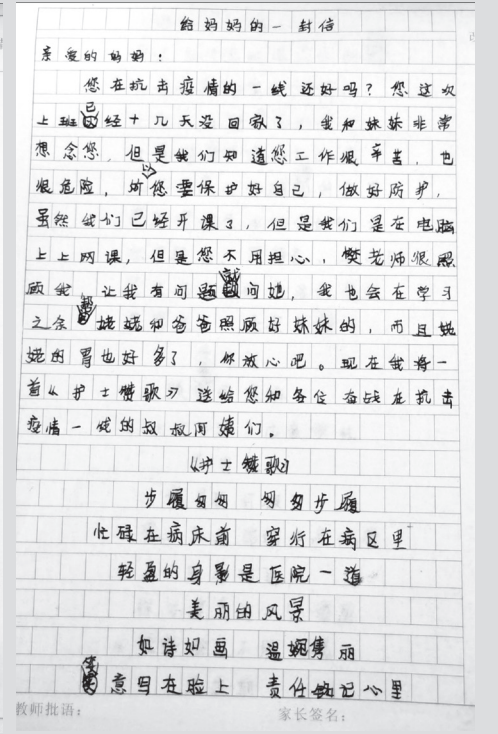 给妈妈的一封信
亲爱的妈妈：
您在抗击疫情的一线还好吗？您这次
上班已经十几天没回家了，我和妹妹非常
想念您，但是我们知道您工作很辛苦，也
很危险，所以您要保护好自己，做好防护，
虽然我们已经开课了，但是我们是在电脑
上上网课，但是您不用担心，樊老师很照
顾我，让我有问题就问她，我也会在学习
之余帮姥姥和爸爸照顾好妹妹的，而且姥
姥的胃也好多了，你放心吧。现在我将一
首《护士赞歌》送给您和各位奋战在抗击
疫情一线的叔叔阿姨们。
《护士赞歌》
步履匆匆 匆匆步履
忙碌在病床前 穿行在病区里
轻盈的身影是医院一道
美丽的风景
如诗如画 温婉隽丽
笑意写在脸上 责任铭记心里
教师批语： 家长签名：